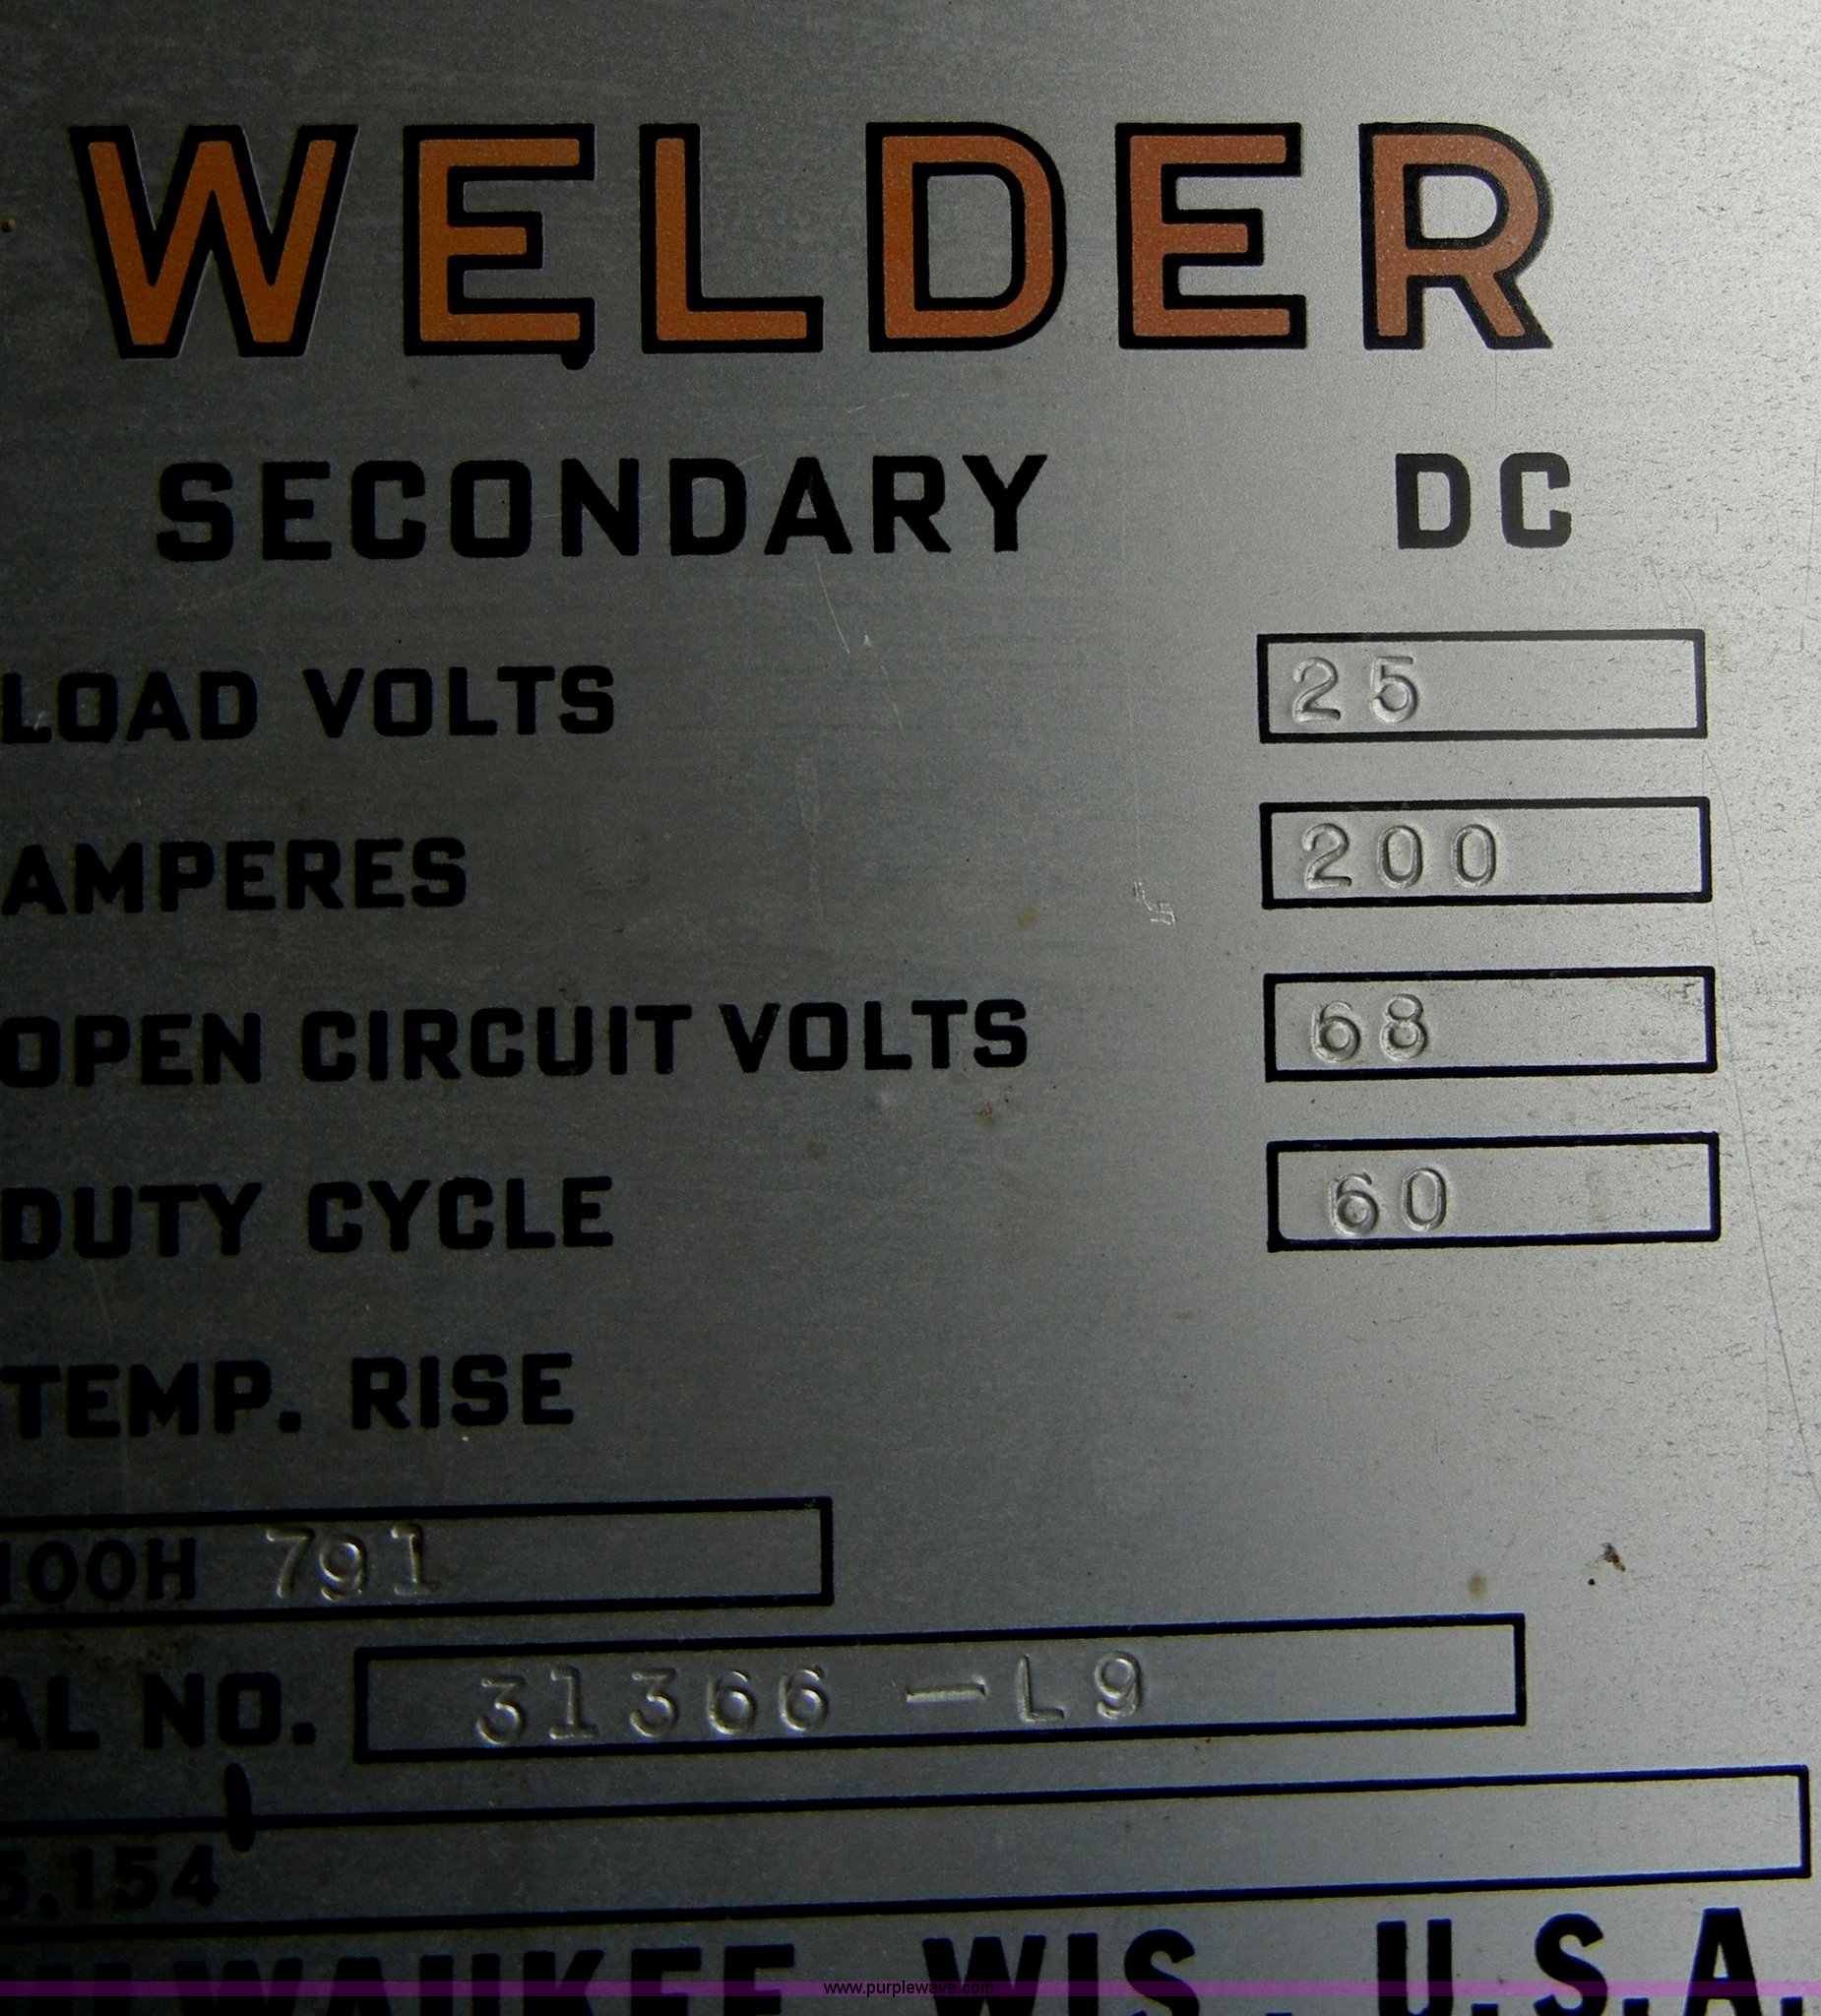 WELDER
SECONDARY DC
LOAD VOLTS 25
AMPERES 200
OPEN CIRCUIT VOLTS 68
DUTY CYCLE 60
TEMP. RISE
100H 791
AL NO. 31366-L9
5,154
WIS. U.S.A.
www.purplewave.com